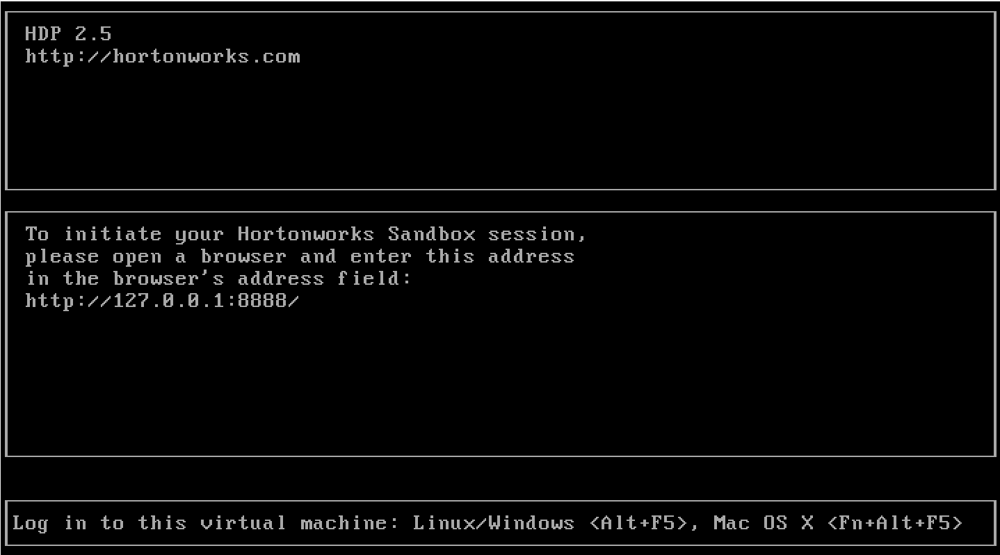 HDP 2.5
http://hortonworks.com
To initiate your Hortonworks Sandbox session,
please open a browser and enter this address
in the browser's address field:
http://127.0.0.1:8888/
Log in to this virtual machine: Linux/Windows <Alt+F5>, Mac OS X <Fn+Alt+F5>